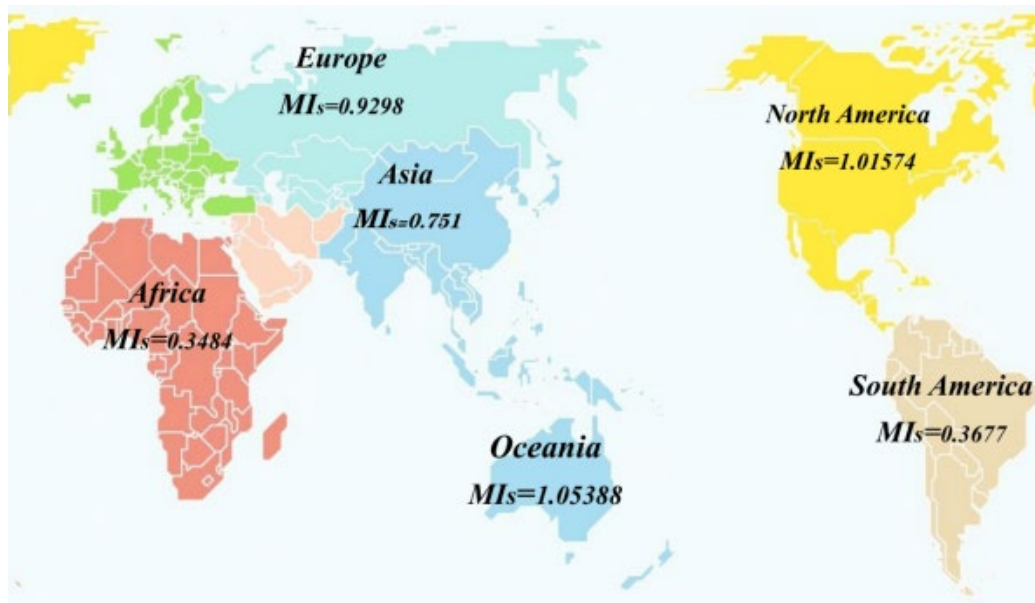 Europe
MIs=0.9298
North America
MIs=1.01574
Asia
MIs=0.751
Africa
MIs=0.3484
South America
MIs=0.3677
Oceania
MIs=1.05388